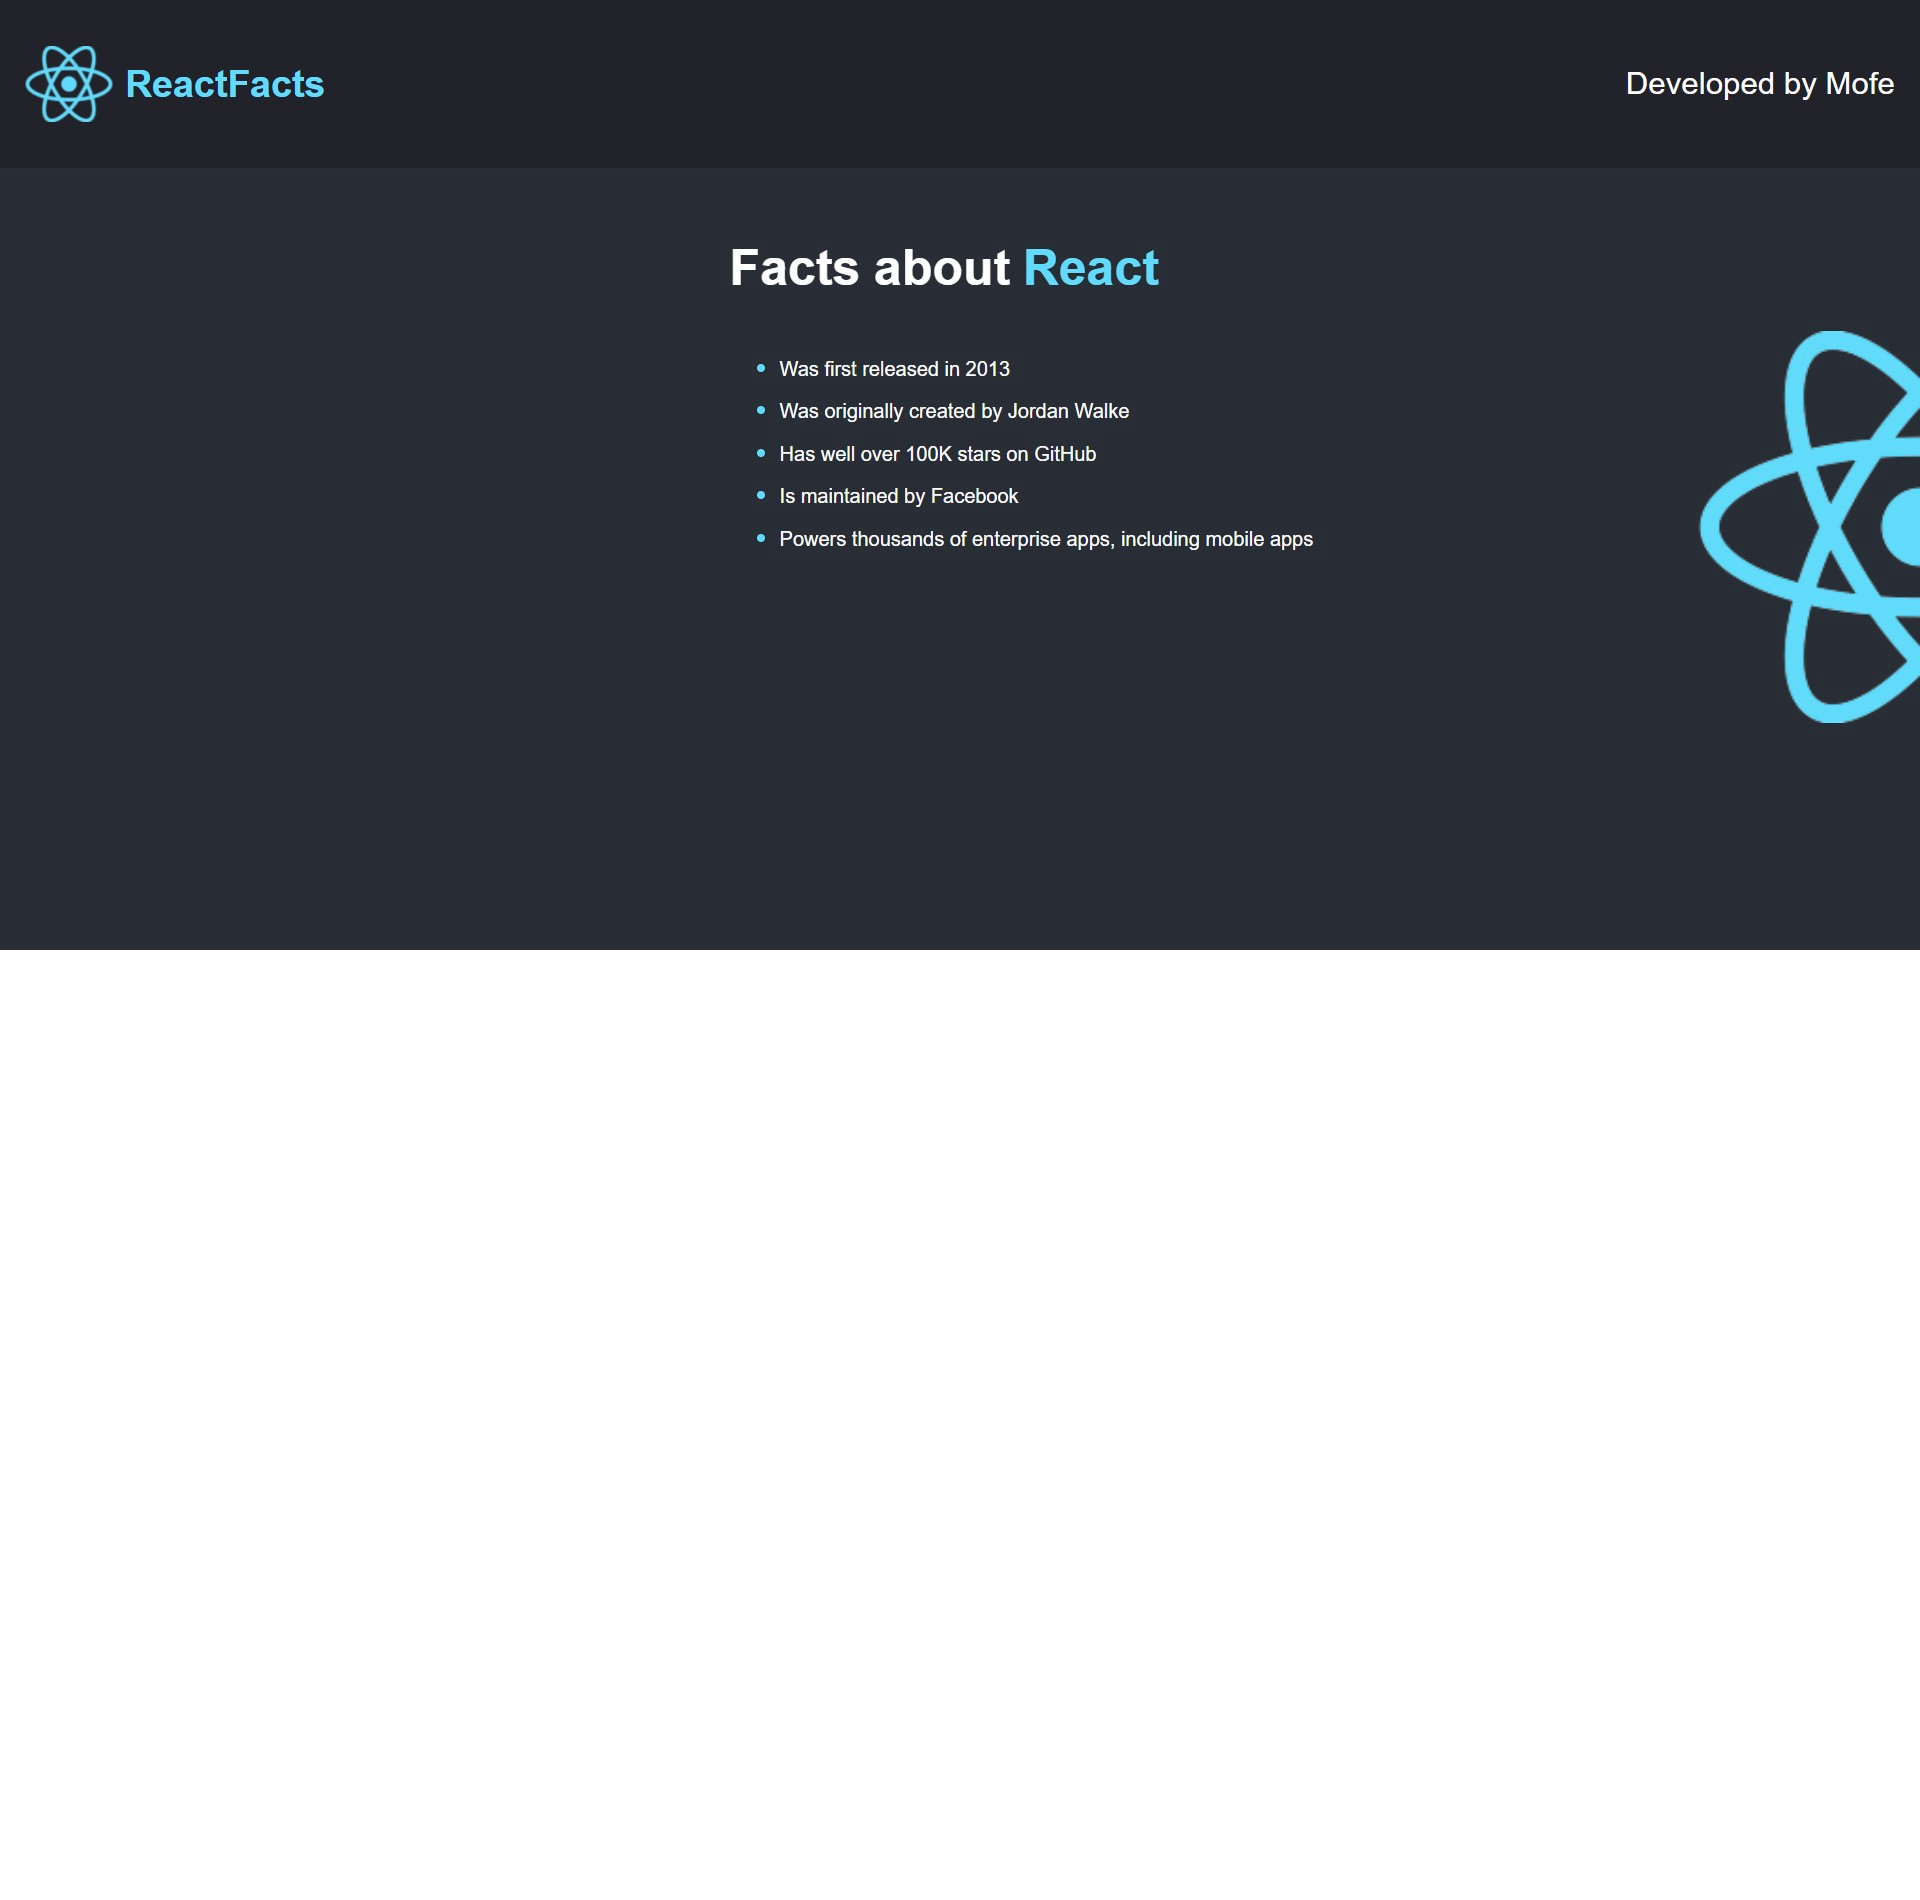 ReactFacts
Developed by Mofe
Facts about React
Was first released in 2013
Was originally created by Jordan Walke
Has well over 100K stars on GitHub
Is maintained by Facebook
Powers thousands of enterprise apps, including mobile apps